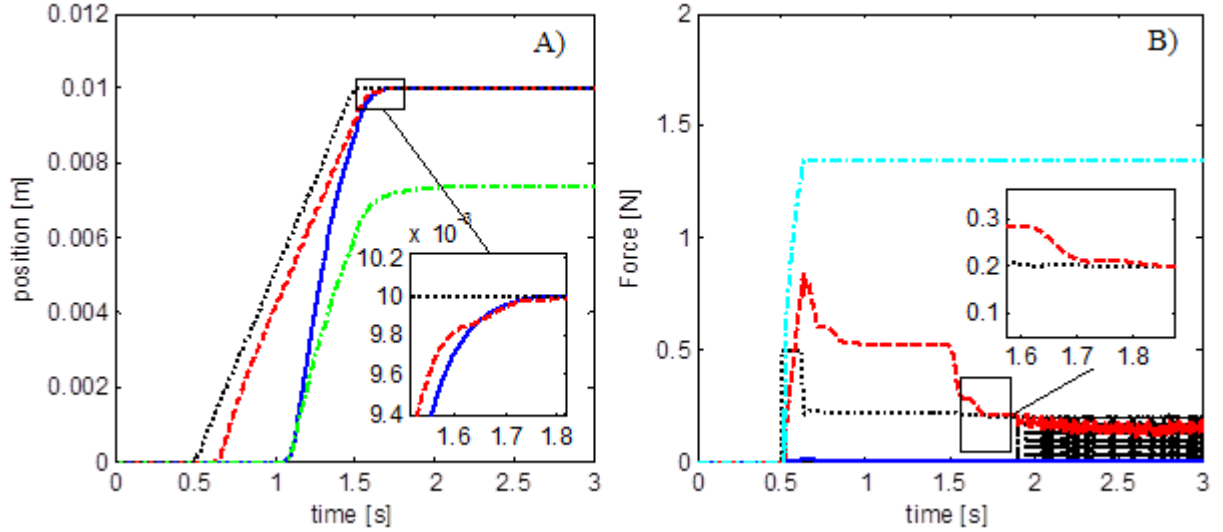 A)
position [m]
0.012
0.01
0.008
0.006
0.004
0.002
0
0 0.5 1 1.5 2 2.5 3
time [s]
x 10⁻³
10.2
10
9.8
9.6
9.4
1.6 1.7 1.8
B)
Force [N]
2
1.5
1
0.5
0
0 0.5 1 1.5 2 2.5 3
time [s]
0.3
0.2
0.1
1.6 1.7 1.8